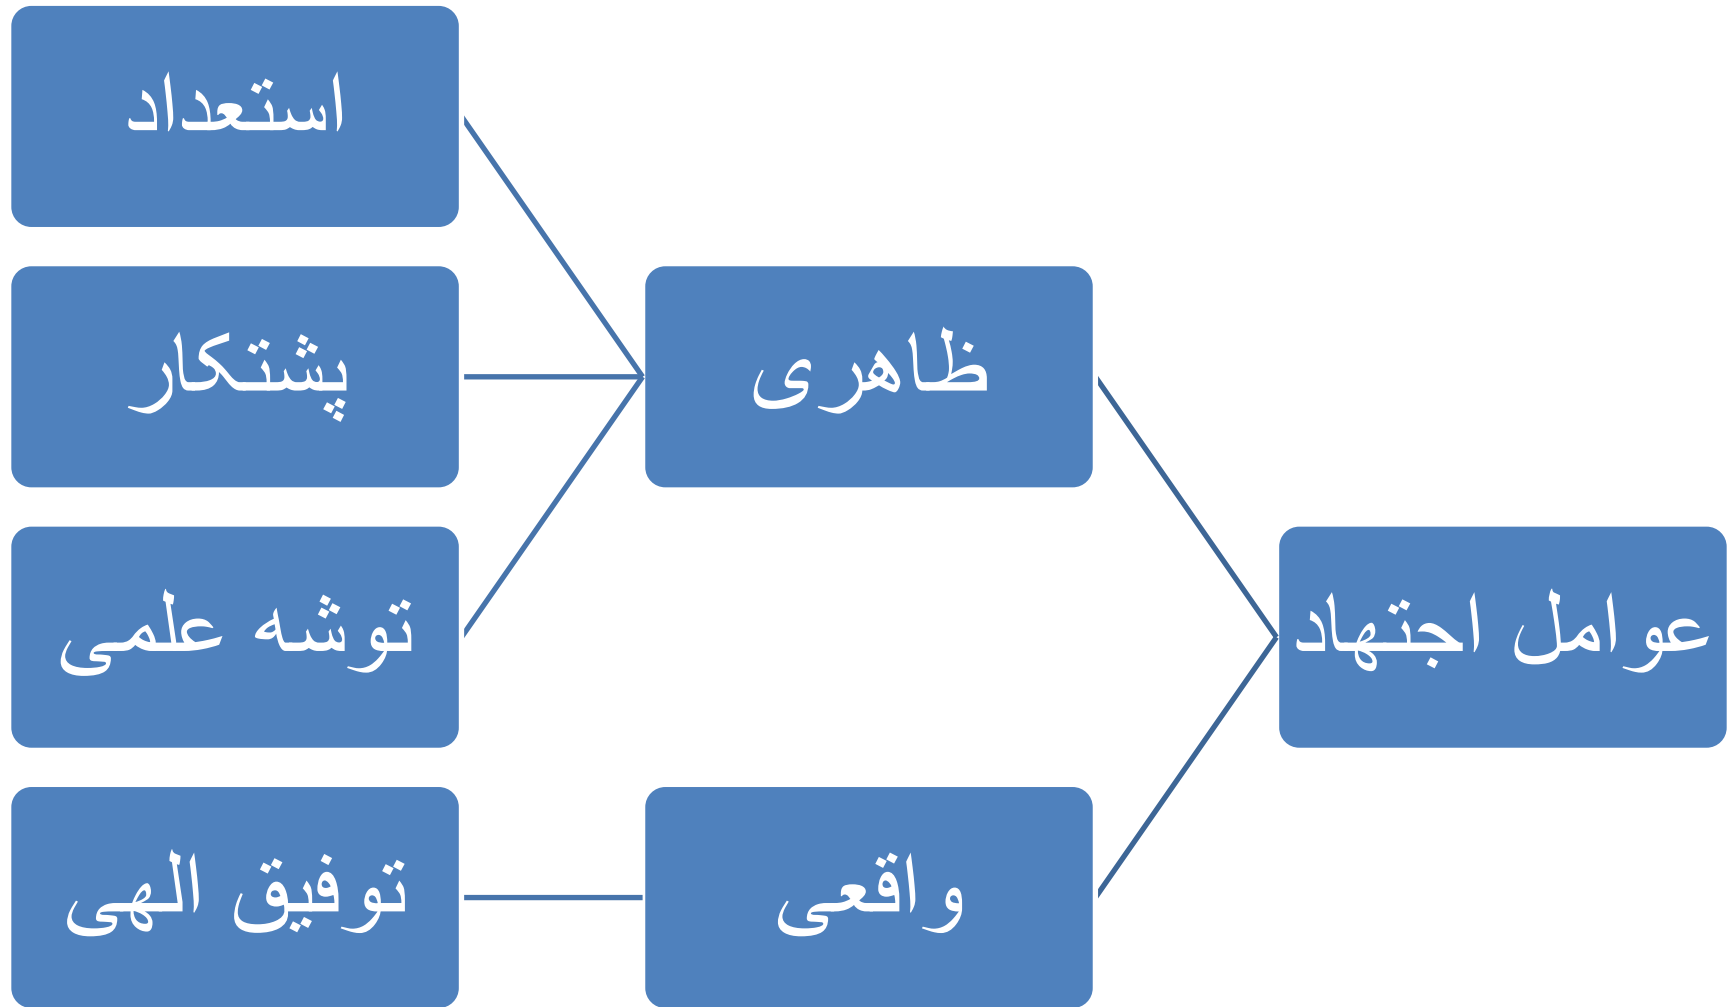 عوامل اجتهاد
ظاهری
استعداد
پشتکار
توشه علمی
واقعی
توفیق الهی